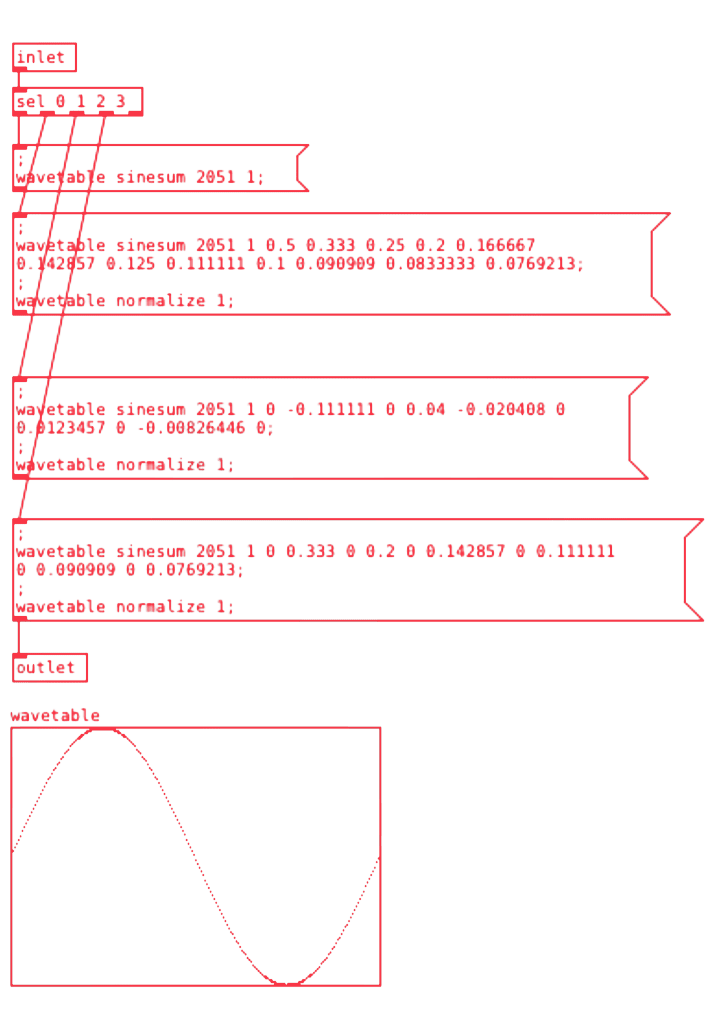 inlet
sel 0 1 2 3
;
wavetable sinesum 2051 1;
;
wavetable sinesum 2051 1 0.5 0.333 0.25 0.2 0.166667
0.142857 0.125 0.111111 0.1 0.090909 0.0833333 0.0769213;
;
wavetable normalize 1;
;
wavetable sinesum 2051 1 0 -0.111111 0 0.04 -0.020408 0
0.0123457 0 -0.00826446 0;
;
wavetable normalize 1;
;
wavetable sinesum 2051 1 0 0.333 0 0.2 0 0.142857 0 0.111111
0 0.090909 0 0.0769213;
;
wavetable normalize 1;
outlet
wavetable